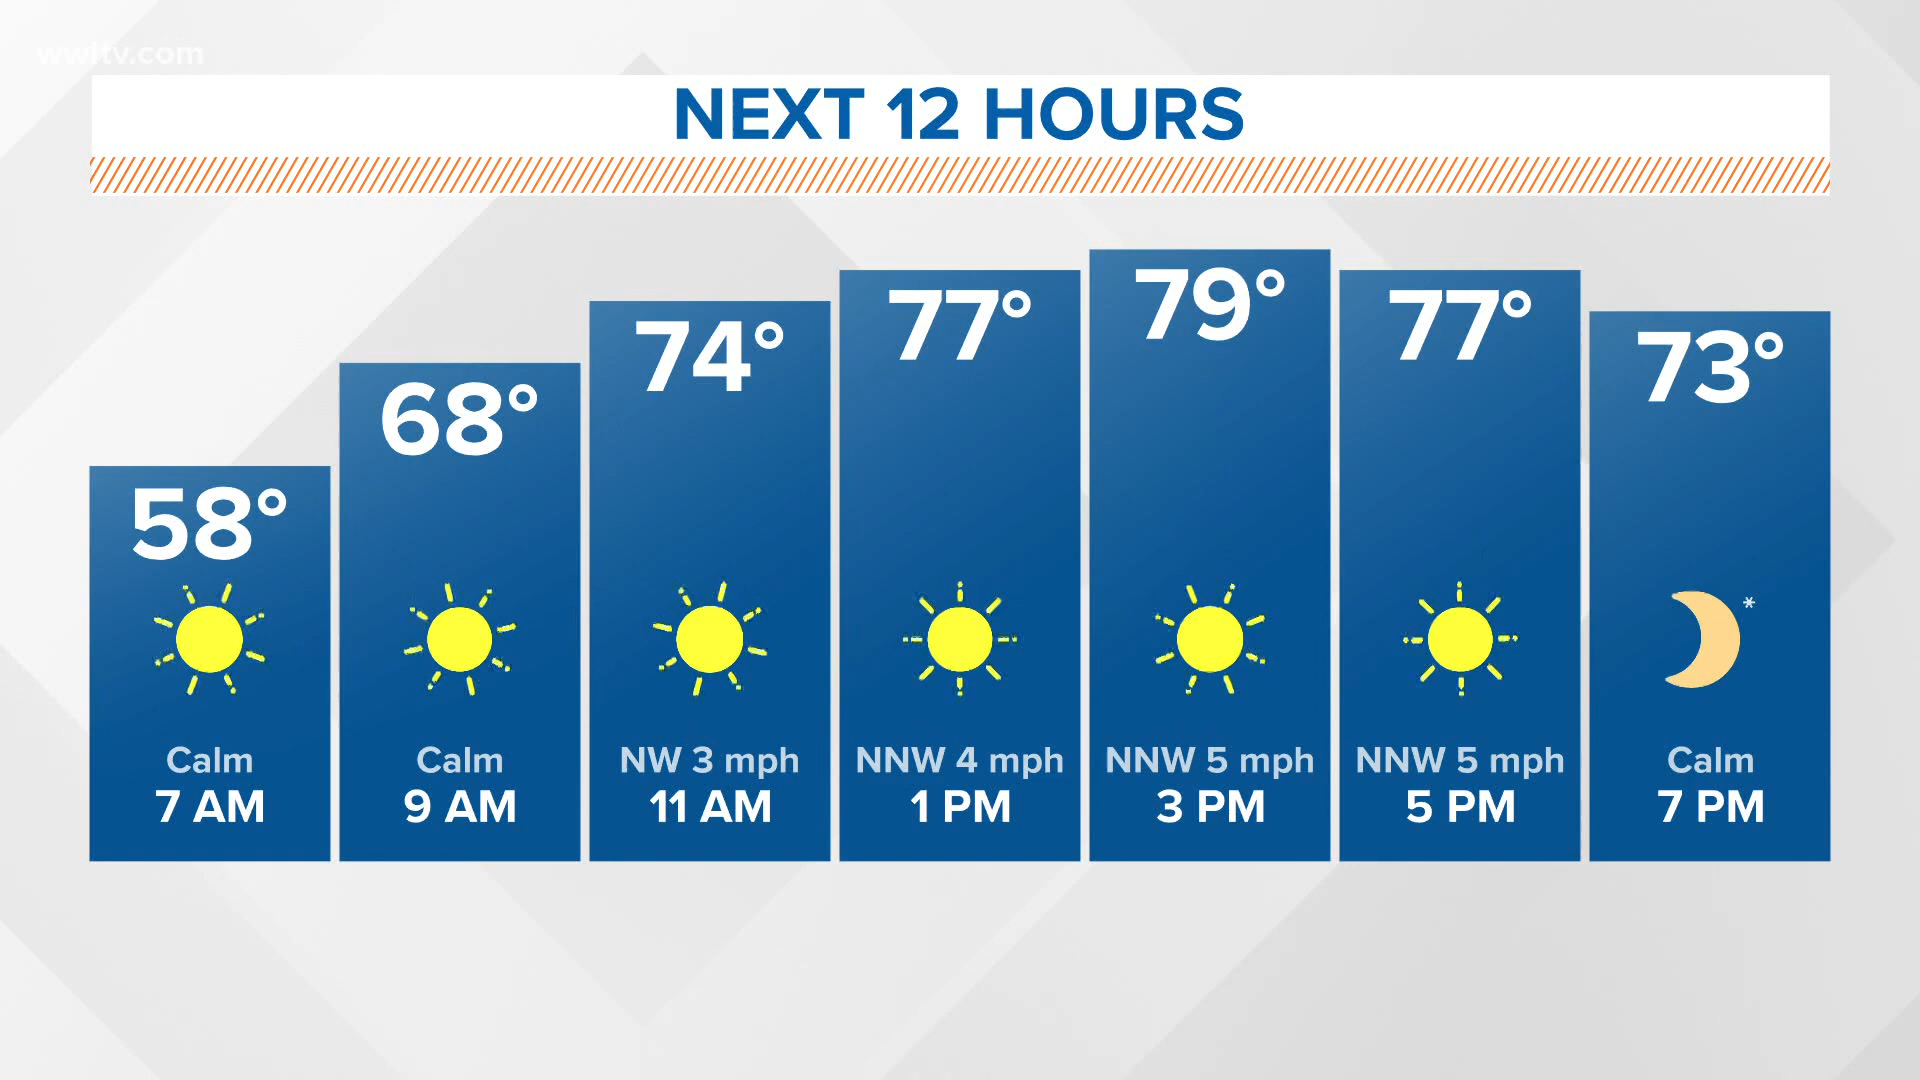 wwltv.com
NEXT 12 HOURS
58°
Calm
7 AM
68°
Calm
9 AM
74°
NW 3 mph
11 AM
77°
NNW 4 mph
1 PM
79°
NNW 5 mph
3 PM
77°
NNW 5 mph
5 PM
73°
Calm
7 PM